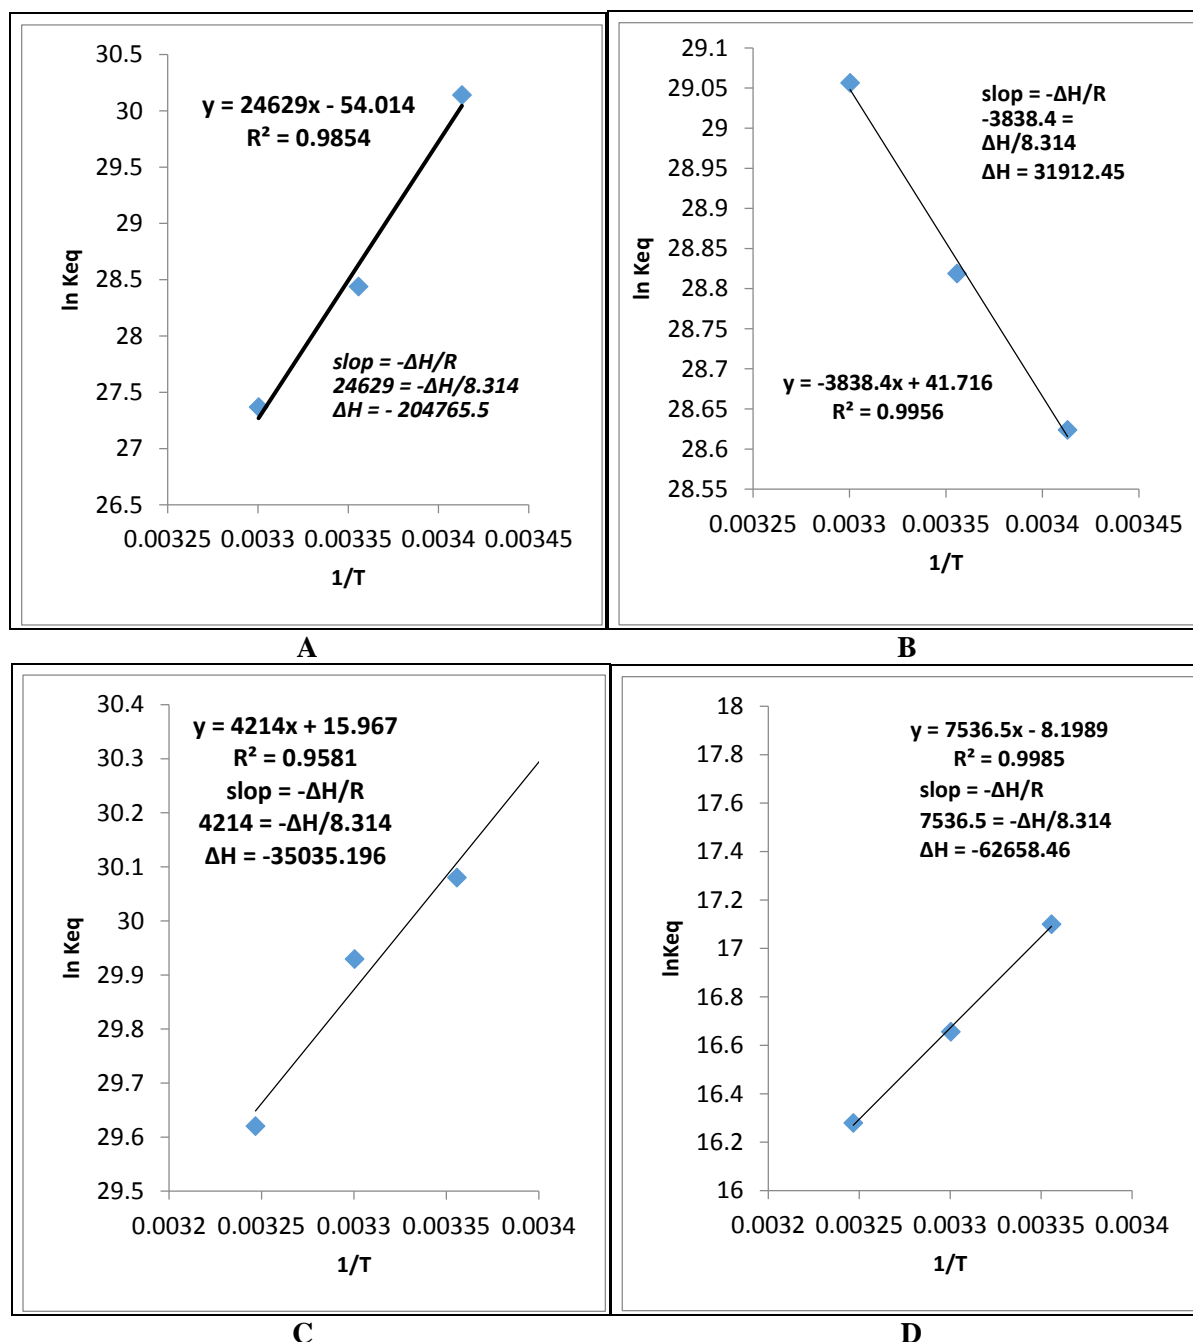 30.5
30
29.5
29
28.5
28
27.5
27
26.5
ln Keq
y = 24629x - 54.014
R² = 0.9854
slop = -ΔH/R
24629 = -ΔH/8.314
ΔH = - 204765.5
0.00325 0.0033 0.00335 0.0034 0.00345
1/T
A
29.1
29.05
29
28.95
28.9
28.85
28.8
28.75
28.7
28.65
28.6
28.55
ln Keq
slop = -ΔH/R
-3838.4 =
ΔH/8.314
ΔH = 31912.45
y = -3838.4x + 41.716
R² = 0.9956
0.00325 0.0033 0.00335 0.0034 0.00345
1/T
B
30.4
30.3
30.2
30.1
30
29.9
29.8
29.7
29.6
29.5
ln Keq
y = 4214x + 15.967
R² = 0.9581
slop = -ΔH/R
4214 = -ΔH/8.314
ΔH = -35035.196
0.0032 0.00325 0.0033 0.00335 0.0034
1/T
C
18
17.8
17.6
17.4
17.2
17
16.8
16.6
16.4
16.2
16
lnKeq
y = 7536.5x - 8.1989
R² = 0.9985
slop = -ΔH/R
7536.5 = -ΔH/8.314
ΔH = -62658.46
0.0032 0.00325 0.0033 0.00335 0.0034
1/T
D